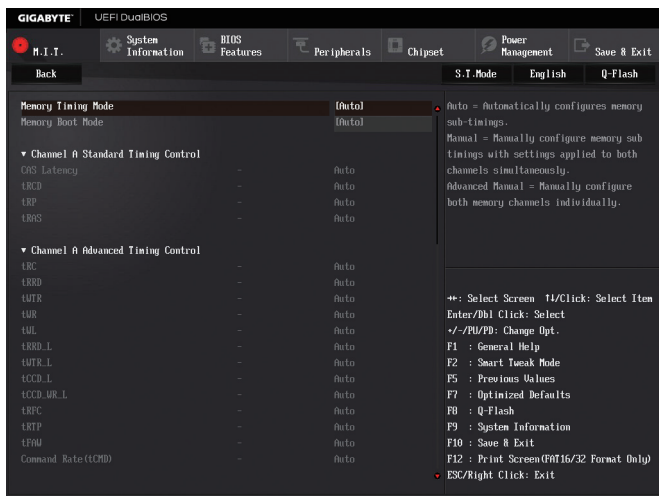 GIGABYTE™ UEFI DualBIOS
M.I.T. System Information BIOS Features Peripherals Chipset Power Management Save & Exit
Back S.T.Mode English Q-Flash
Memory Timing Mode [Auto]
Memory Boot Mode [Auto]
▼ Channel A Standard Timing Control
CAS Latency - Auto
tRCD - Auto
tRP - Auto
tRAS - Auto
▼ Channel A Advanced Timing Control
tRC - Auto
tRRD - Auto
tWTR - Auto
tWR - Auto
tWL - Auto
tRRD_L - Auto
tWTR_L - Auto
tCCD_L - Auto
tCCD_WR_L - Auto
tRFC - Auto
tRTP - Auto
tFAW - Auto
Command Rate(tCMD) - Auto
Auto = Automatically configures memory
sub-timings.
Manual = Manually configure memory sub
timings with settings applied to both
channels simultaneously.
Advanced Manual = Manually configure
both memory channels individually.
→←: Select Screen ↑↓/Click: Select Item
Enter/Dbl Click: Select
+/-/PU/PD: Change Opt.
F1 : General Help
F2 : Smart Tweak Mode
F5 : Previous Values
F7 : Optimized Defaults
F8 : Q-Flash
F9 : System Information
F10 : Save & Exit
F12 : Print Screen(FAT16/32 Format Only)
ESC/Right Click: Exit